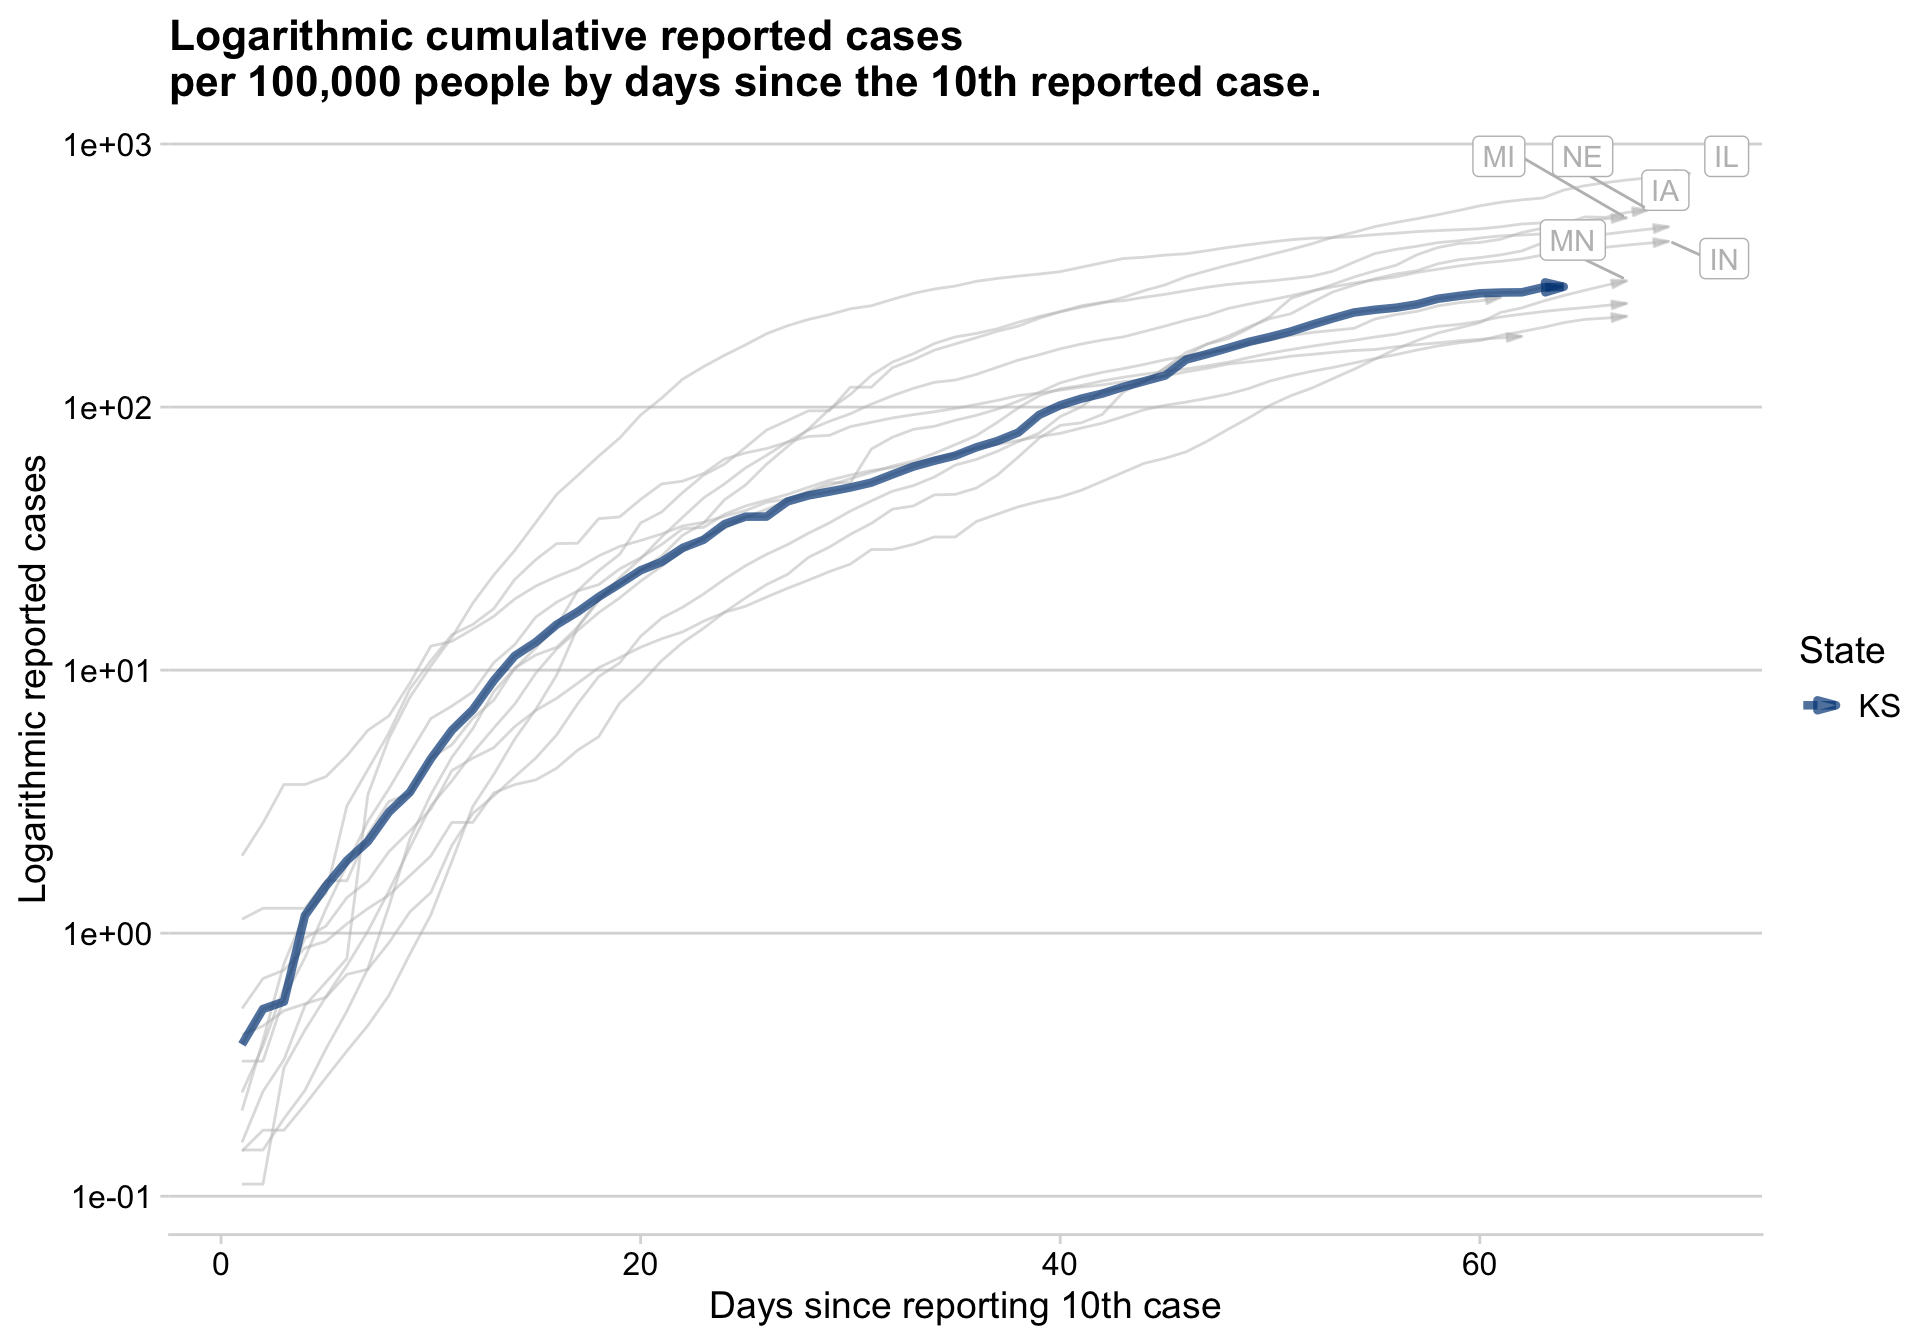 Logarithmic cumulative reported cases
per 100,000 people by days since the 10th reported case.
Logarithmic reported cases
1e+03
1e+02
1e+01
1e+00
1e-01
MI
NE
IL
IA
MN
IN
State
KS
0
20
40
60
Days since reporting 10th case